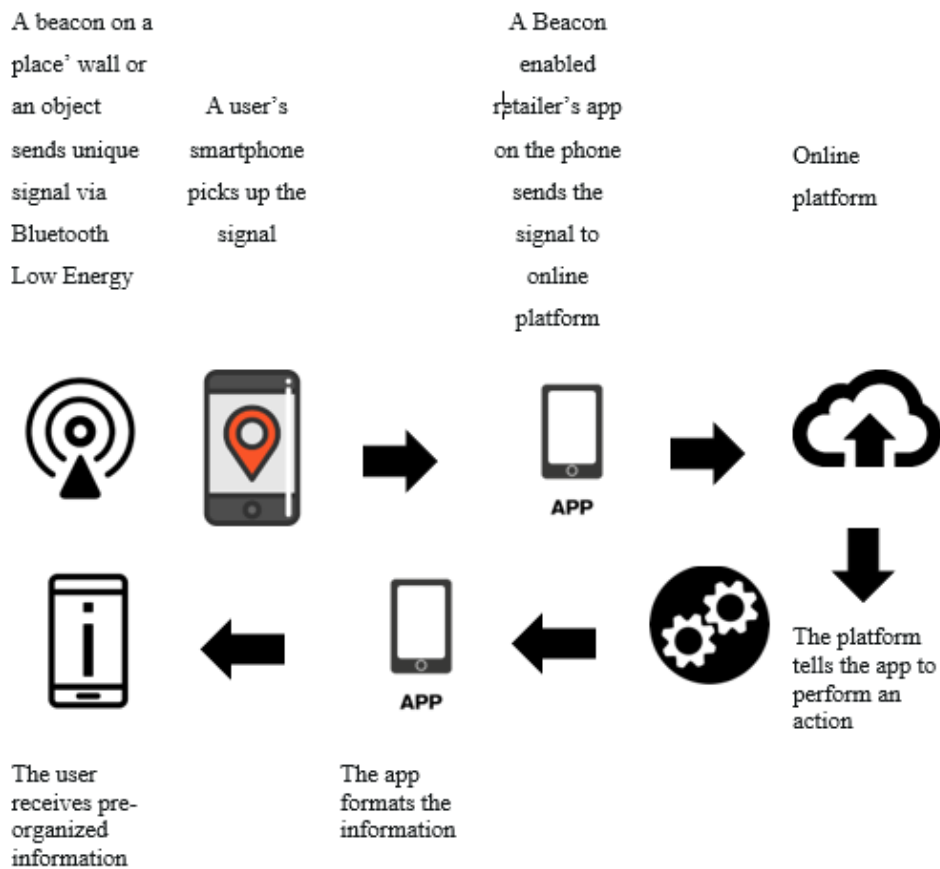 A beacon on a
place’ wall or
an object
sends unique
signal via
Bluetooth
Low Energy
A user’s
smartphone
picks up the
signal
A Beacon
enabled
retailer’s app
on the phone
sends the
signal to
online
platform
Online
platform
APP
The platform
tells the app to
perform an
action
APP
The app
formats the
information
The user
receives pre-
organized
information